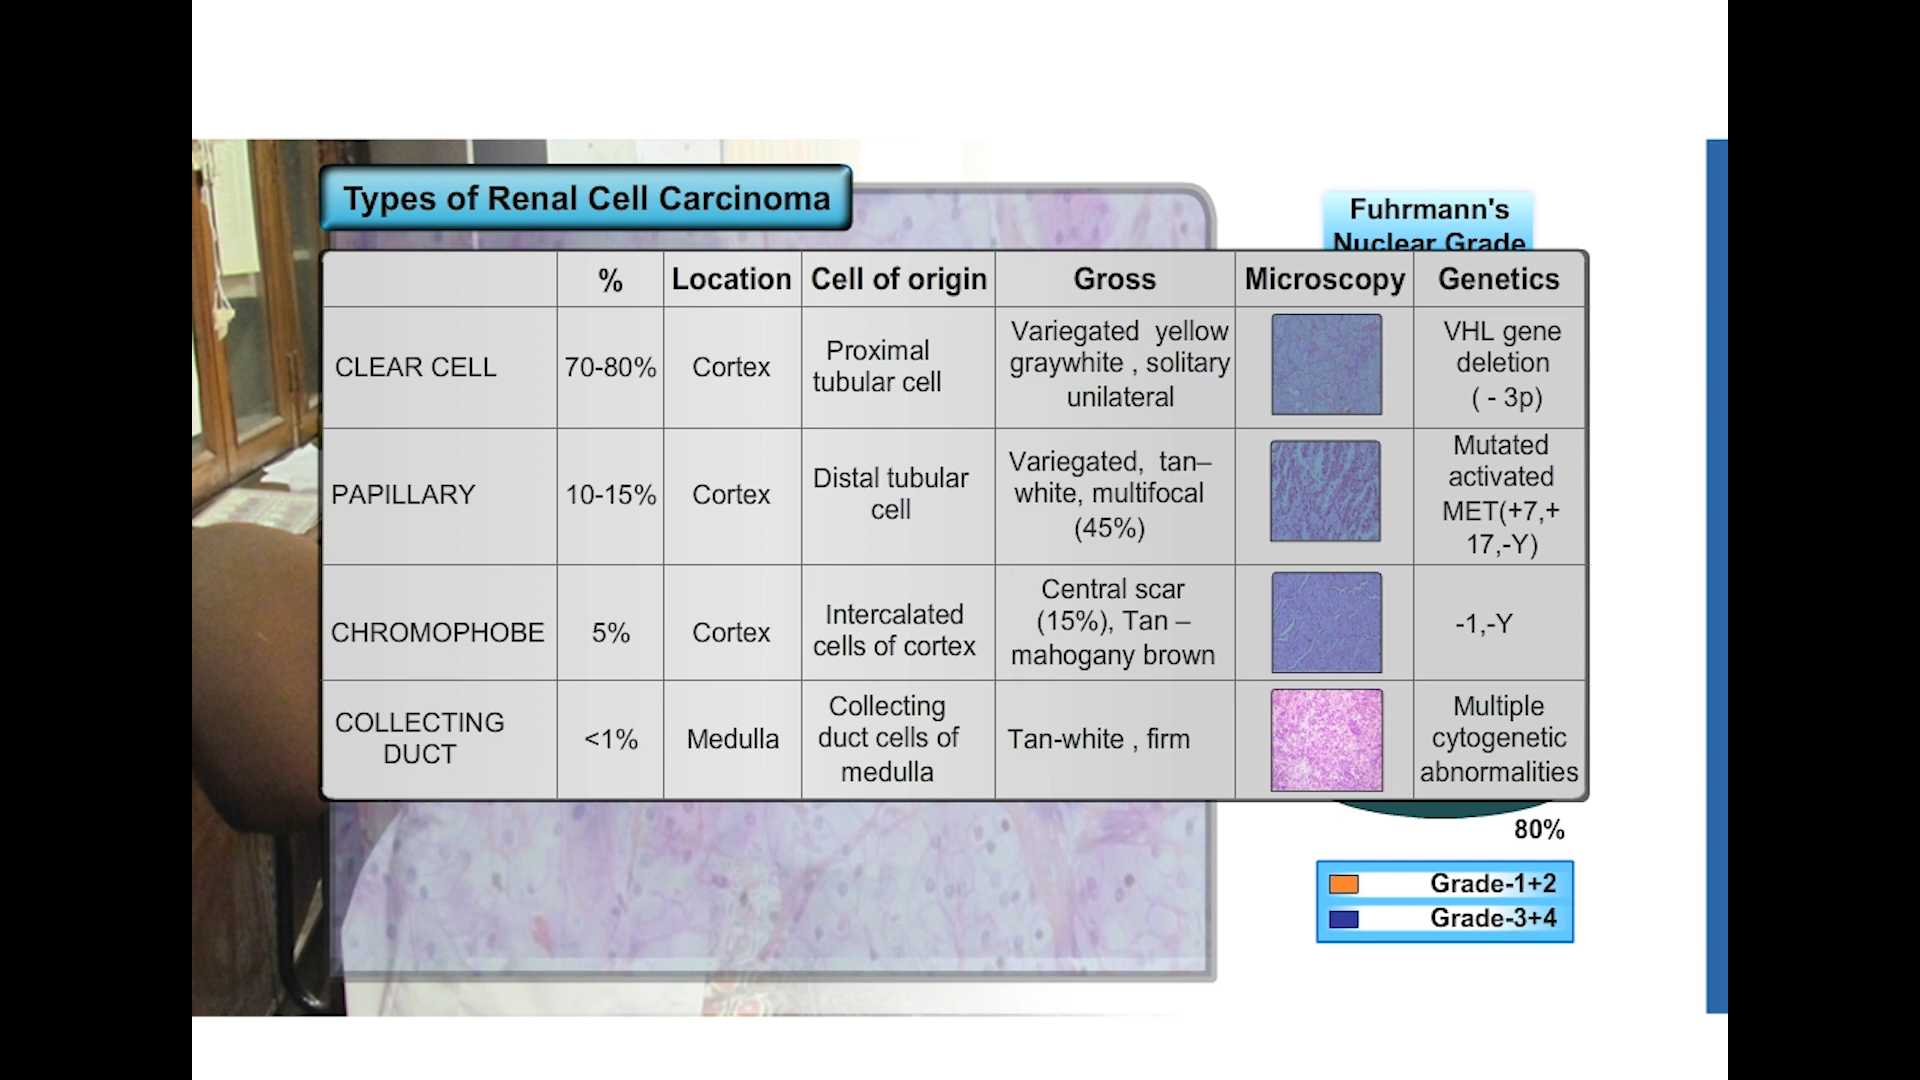 Types of Renal Cell Carcinoma
Fuhrmann's
Nuclear Grade
% Location Cell of origin Gross Microscopy Genetics
CLEAR CELL
70-80%
Cortex
Proximal
tubular cell
Variegated yellow
graywhite , solitary
unilateral
VHL gene
deletion
( - 3p)
PAPILLARY
10-15%
Cortex
Distal tubular
cell
Variegated, tan–
white, multifocal
(45%)
Mutated
activated
MET(+7,+
17,-Y)
CHROMOPHOBE
5%
Cortex
Intercalated
cells of cortex
Central scar
(15%), Tan –
mahogany brown
-1,-Y
COLLECTING
DUCT
<1%
Medulla
Collecting
duct cells of
medulla
Tan-white , firm
Multiple
cytogenetic
abnormalities
80%
Grade-1+2
Grade-3+4